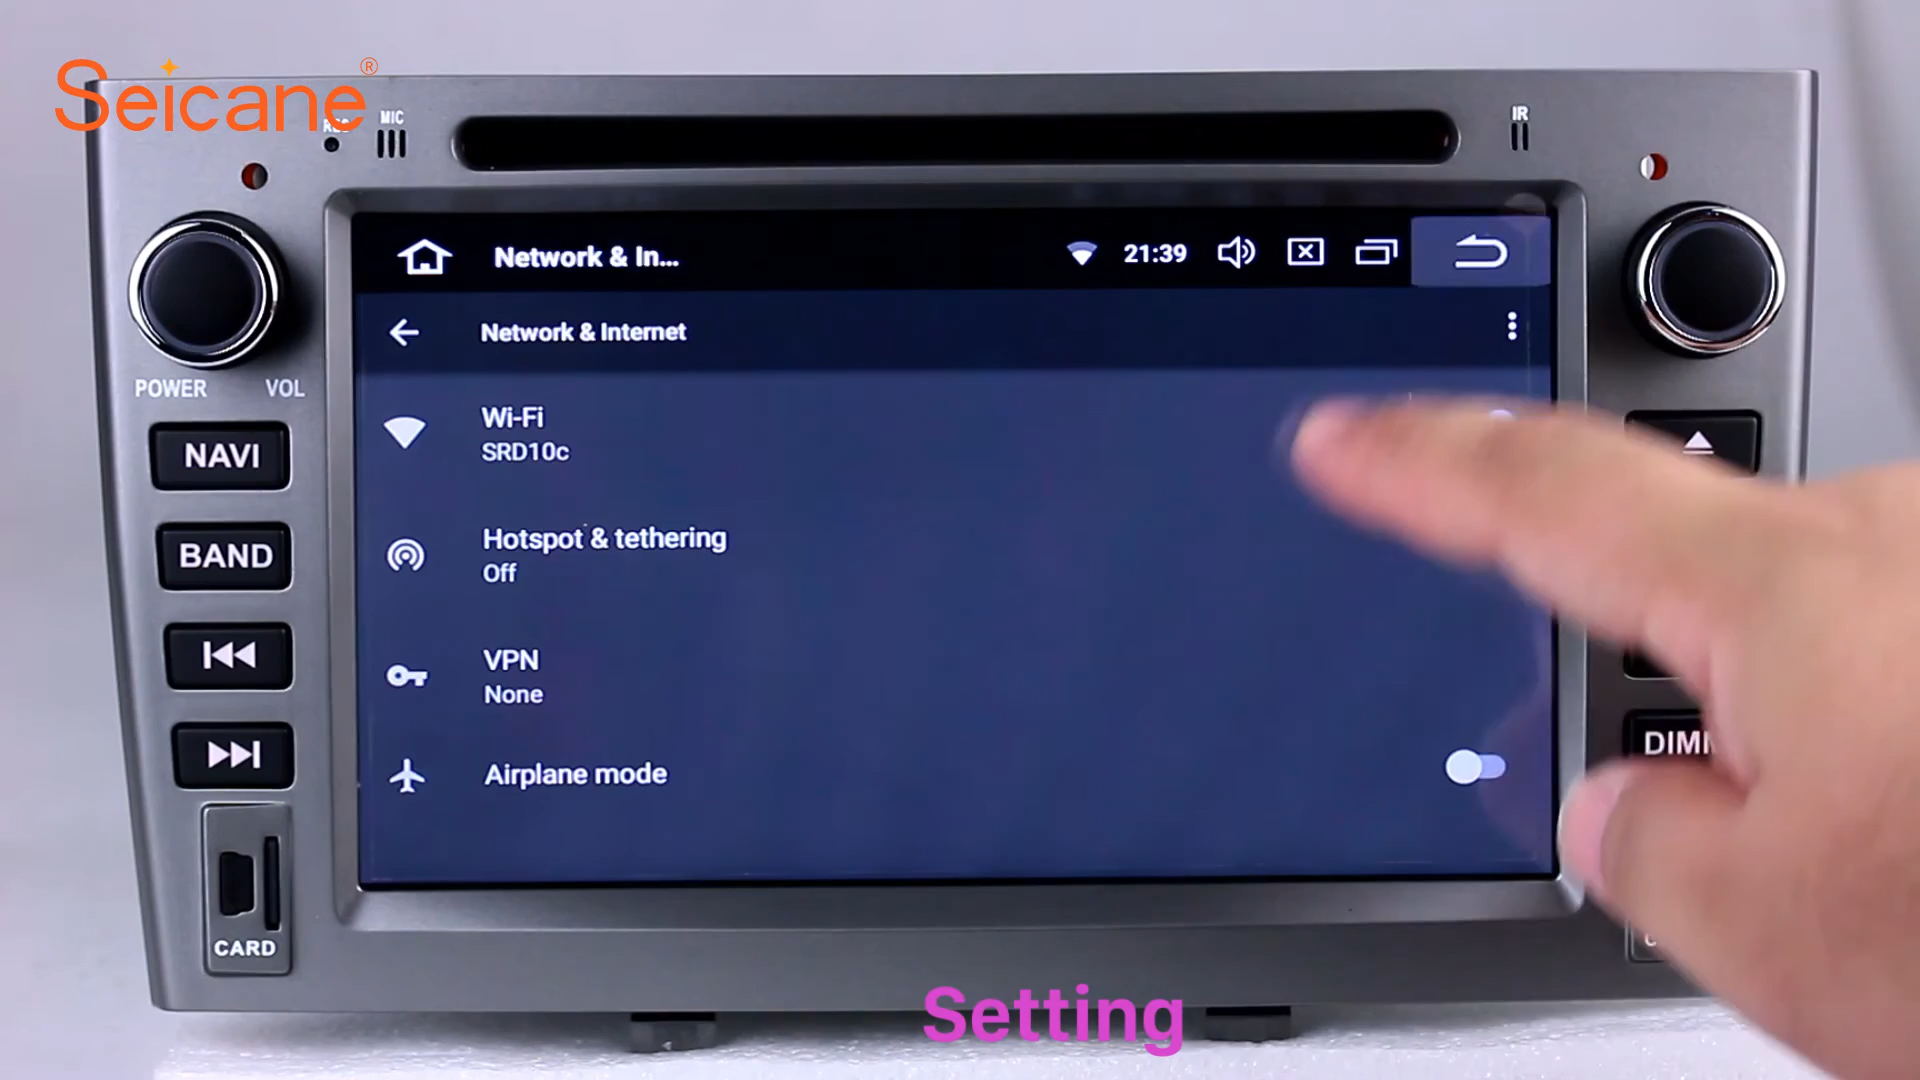 Seicane®
MIC
IR
Network & In...
21:39
Network & Internet
POWER VOL
Wi-Fi
SRD10c
NAVI
Hotspot & tethering
Off
BAND
VPN
None
Airplane mode
CARD
Setting